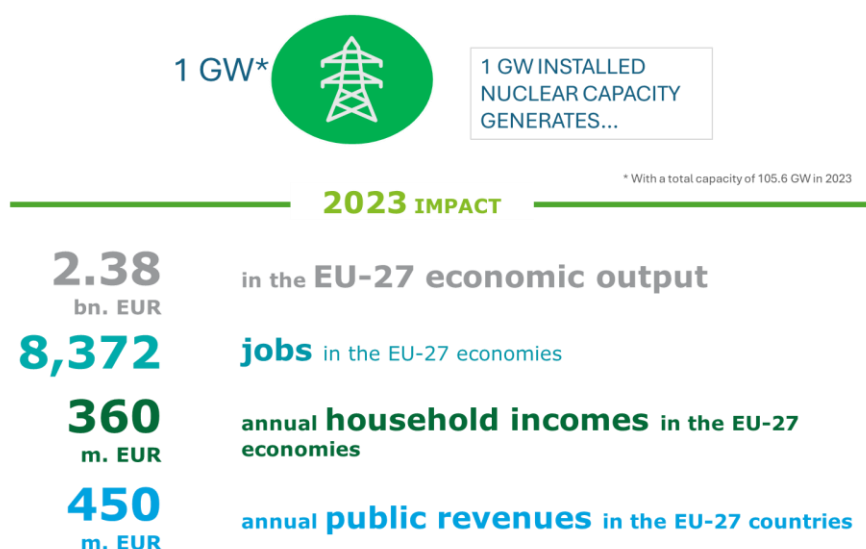 1 GW*
1 GW INSTALLED
NUCLEAR CAPACITY
GENERATES...
* With a total capacity of 105.6 GW in 2023
2023 IMPACT
2.38
bn. EUR
in the EU-27 economic output
8,372
jobs in the EU-27 economies
360
m. EUR
annual household incomes in the EU-27
economies
450
m. EUR
annual public revenues in the EU-27 countries